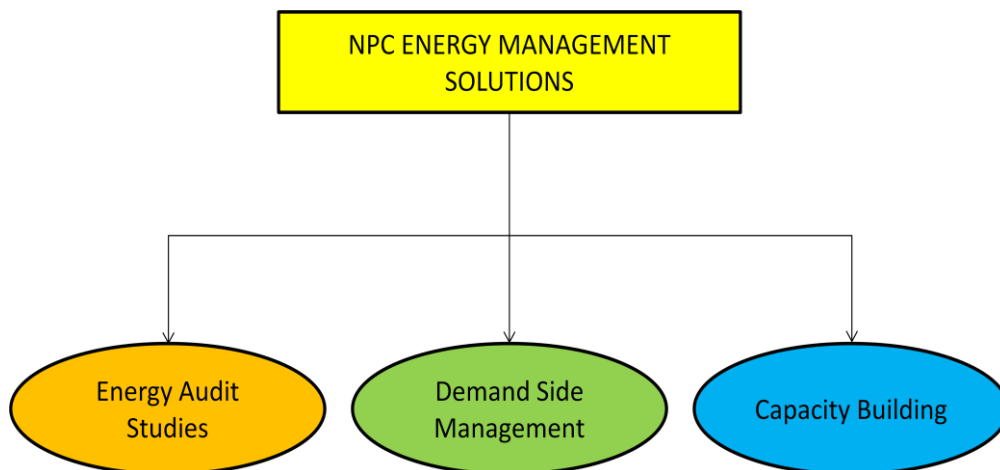 NPC ENERGY MANAGEMENT
SOLUTIONS
Energy Audit
Studies
Demand Side
Management
Capacity Building